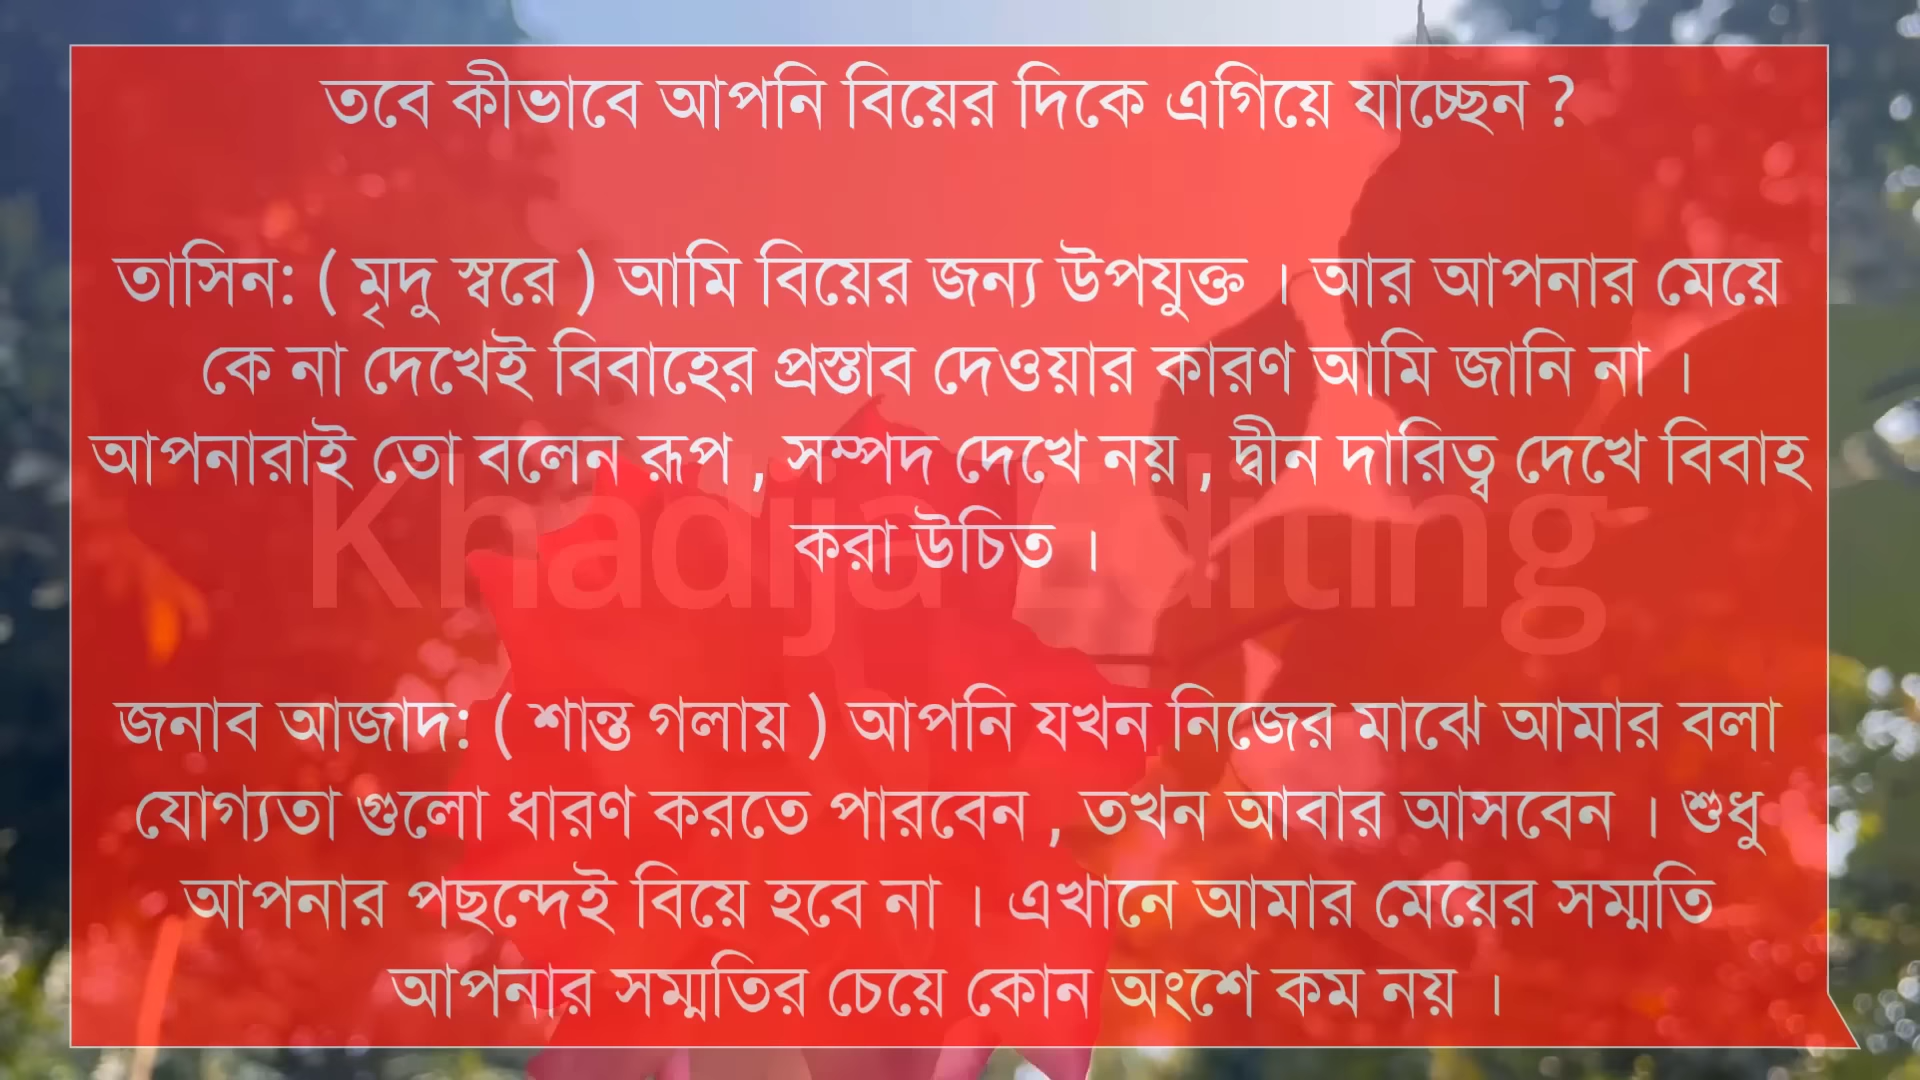 তবে কীভাবে আপনি বিয়ের দিকে এগিয়ে যাচ্ছেন ?
তাসিন: ( মৃদু স্বরে ) আমি বিয়ের জন্য উপযুক্ত । আর আপনার মেয়ে
কে না দেখেই বিবাহের প্রস্তাব দেওয়ার কারণ আমি জানি না ।
আপনারাই তো বলেন রূপ , সম্পদ দেখে নয় , দ্বীন দারিত্ব দেখে বিবাহ
করা উচিত ।
Khadija Editing
জনাব আজাদ: ( শান্ত গলায় ) আপনি যখন নিজের মাঝে আমার বলা
যোগ্যতা গুলো ধারণ করতে পারবেন , তখন আবার আসবেন । শুধু
আপনার পছন্দেই বিয়ে হবে না । এখানে আমার মেয়ের সম্মতি
আপনার সম্মতির চেয়ে কোন অংশে কম নয় ।